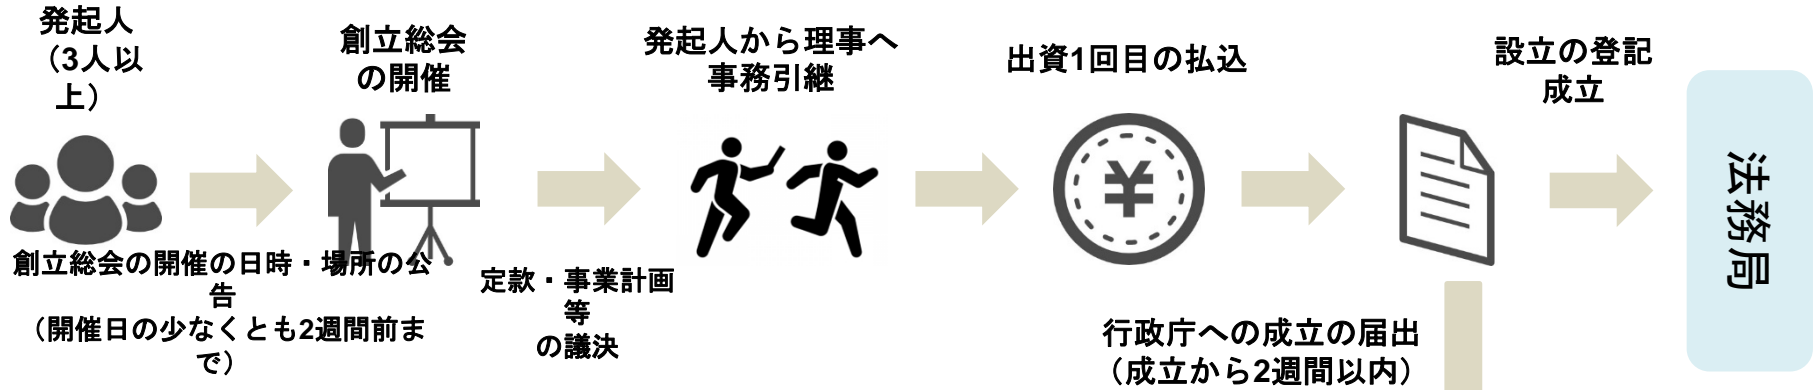 発起人
（3人以
上）
創立総会
の開催
発起人から理事へ
事務引継
出資1回目の払込
設立の登記
成立
¥
法務局
創立総会の開催の日時・場所の公
告
（開催日の少なくとも2週間前ま
で）
定款・事業計画
等
の議決
行政庁への成立の届出
（成立から2週間以内）